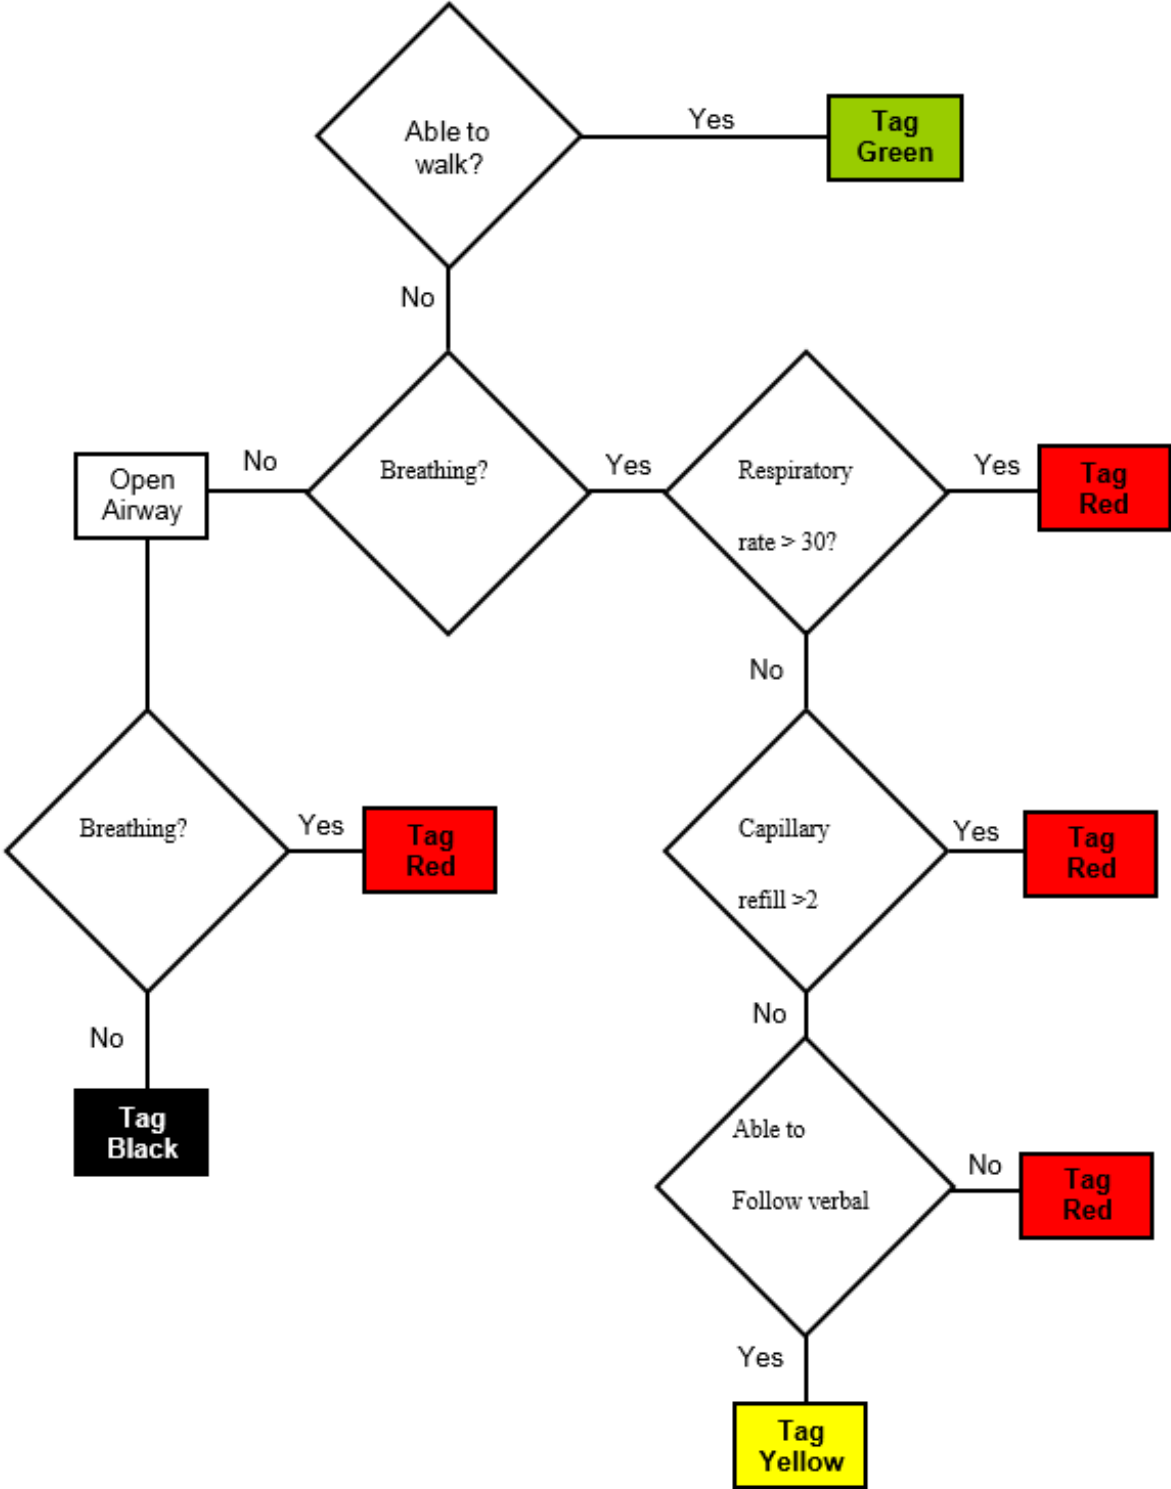 Able to
walk?
Yes
Tag
Green
No
Breathing?
No
Open
Airway
Yes
Respiratory
rate > 30?
Yes
Tag
Red
No
Breathing?
Yes
Tag
Red
No
Tag
Black
Capillary
refill >2
Yes
Tag
Red
No
Able to
Follow verbal
No
Tag
Red
Yes
Tag
Yellow